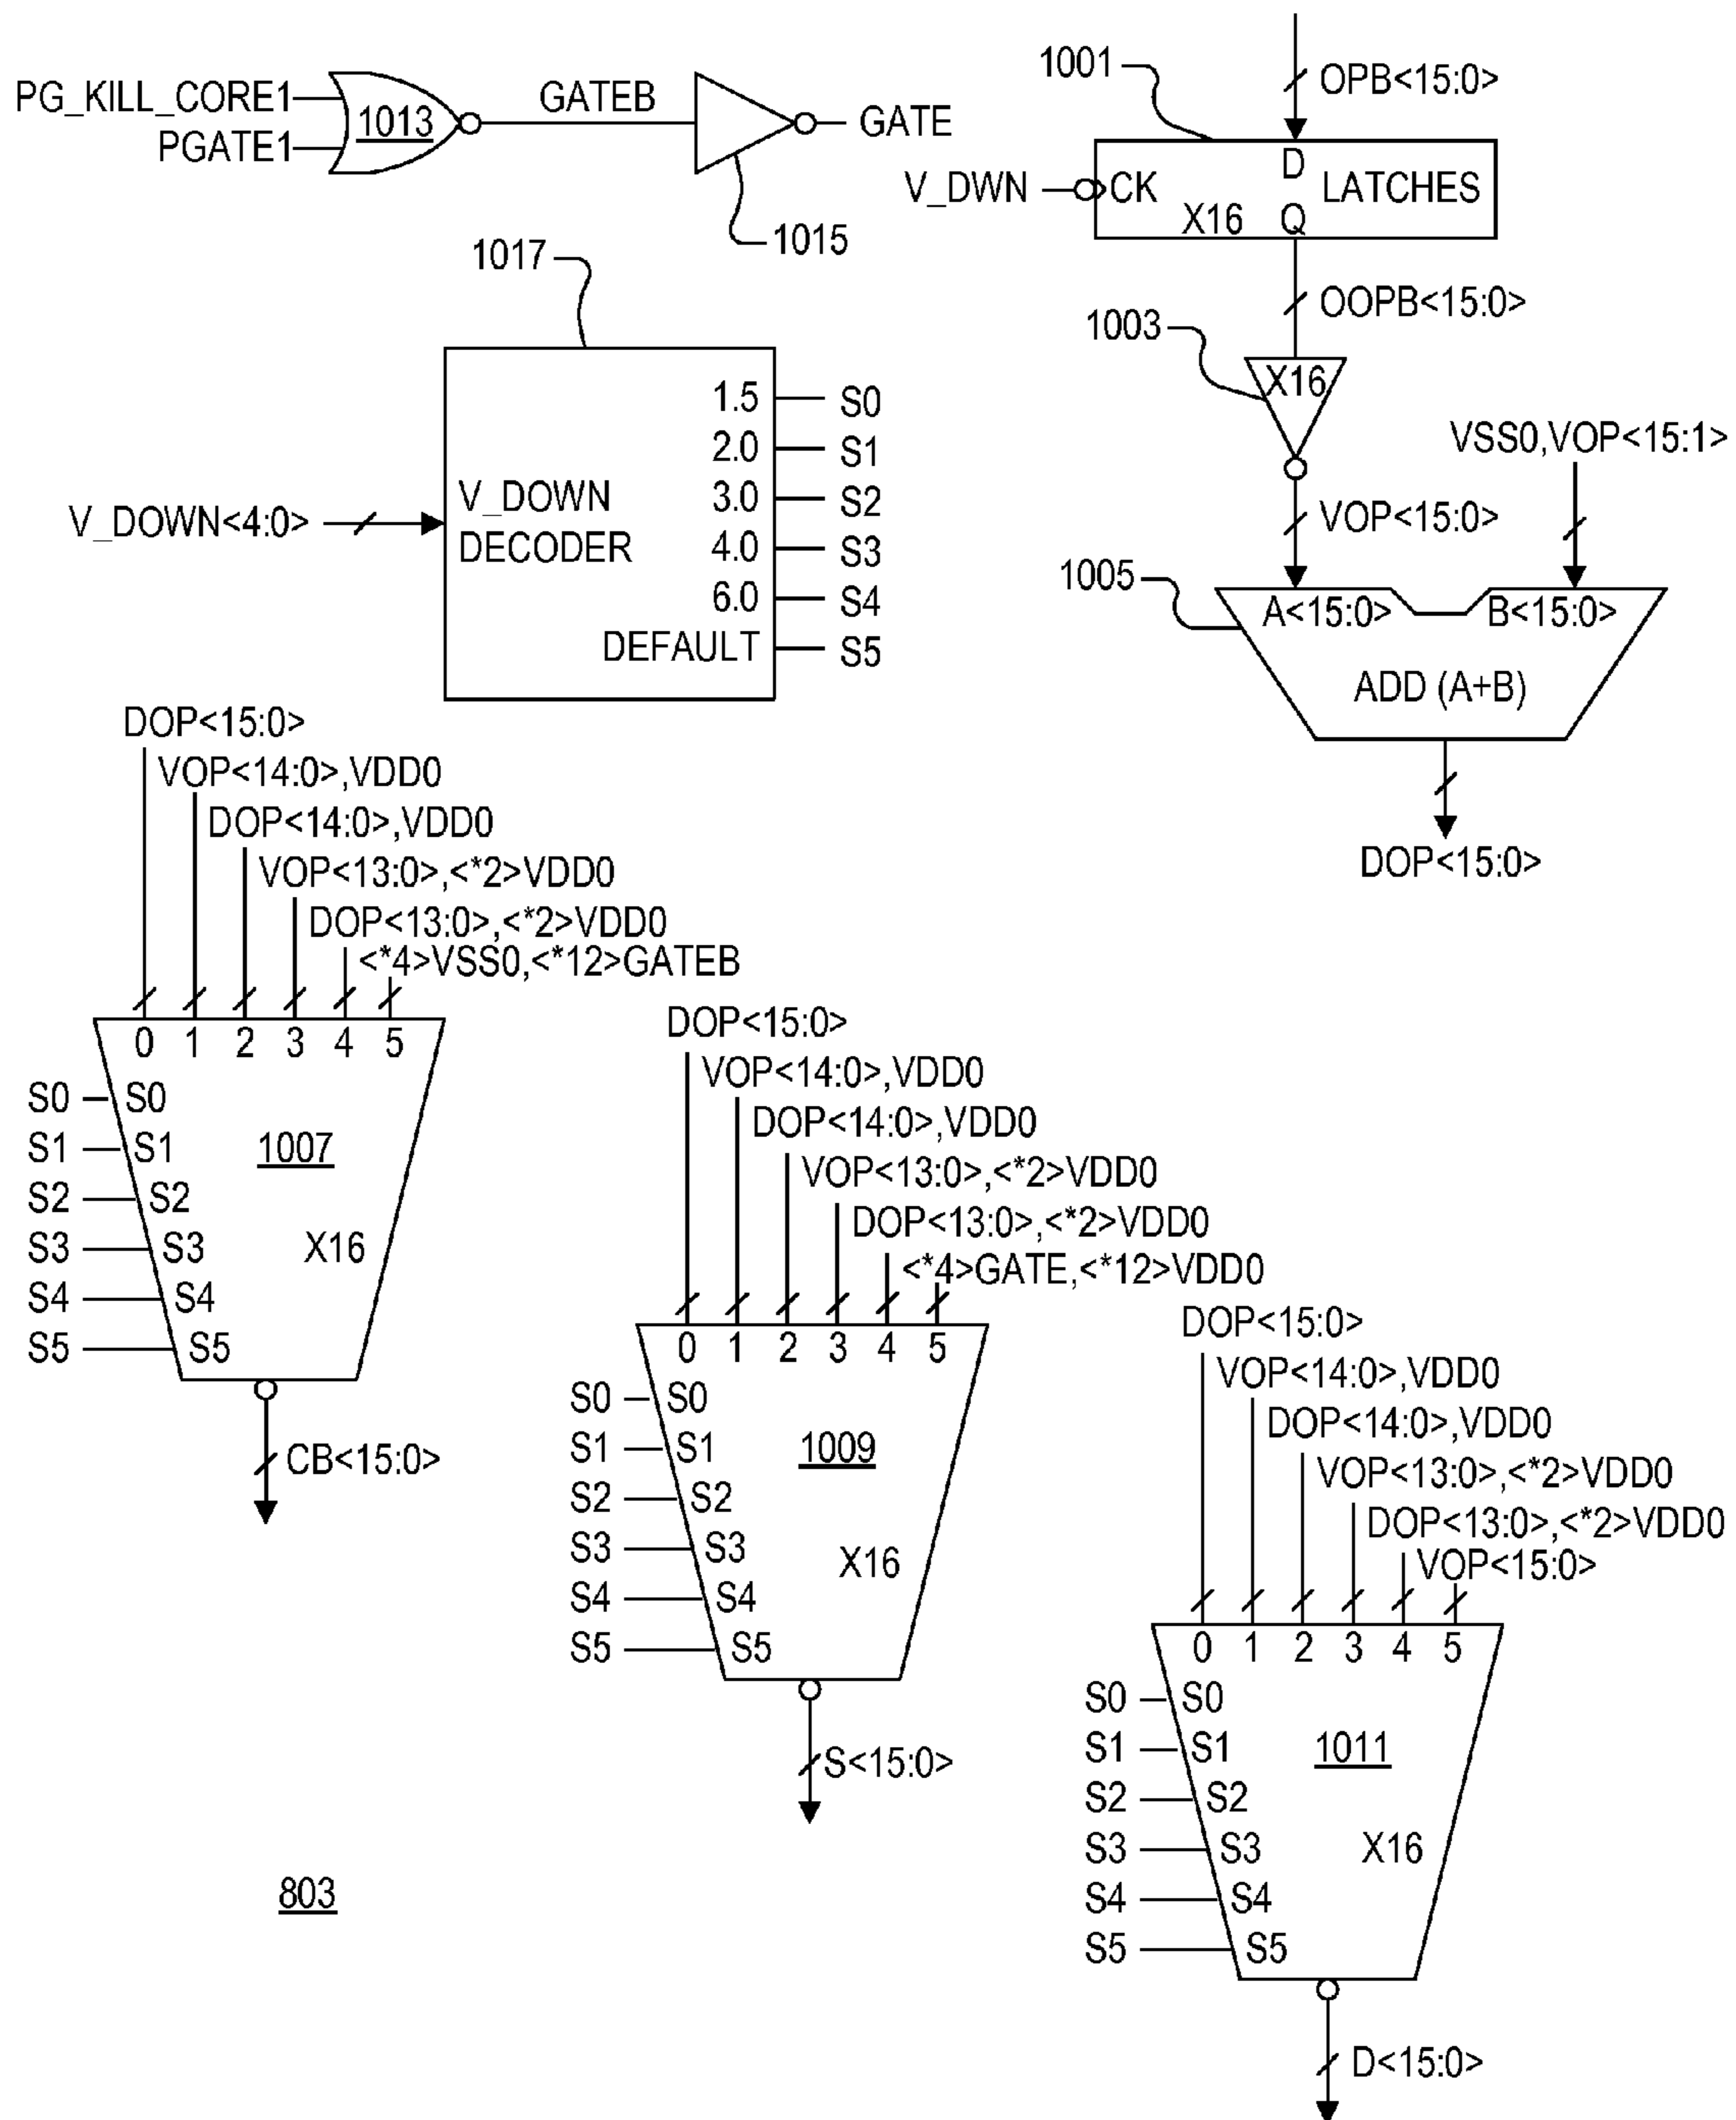 PG_KILL_CORE1
PGATE1
1013
GATEB
GATE
1015
1001
OPB<15:0>
V_DWN
CK
D
LATCHES
X16
Q
OOPB<15:0>
1003
X16
VOP<15:0>
VSS0,VOP<15:1>
1005
A<15:0>
B<15:0>
ADD (A+B)
DOP<15:0>
1017
V_DOWN<4:0>
V_DOWN
DECODER
1.5 S0
2.0 S1
3.0 S2
4.0 S3
6.0 S4
DEFAULT S5
DOP<15:0>
VOP<14:0>,VDD0
DOP<14:0>,VDD0
VOP<13:0>,<*2>VDD0
DOP<13:0>,<*2>VDD0
<*4>VSS0,<*12>GATEB
0 1 2 3 4 5
S0 S0
S1 S1
1007
S2 S2
S3 S3
X16
S4 S4
S5 S5
CB<15:0>
DOP<15:0>
VOP<14:0>,VDD0
DOP<14:0>,VDD0
VOP<13:0>,<*2>VDD0
DOP<13:0>,<*2>VDD0
<*4>GATE,<*12>VDD0
0 1 2 3 4 5
S0 S0
S1 S1
1009
S2 S2
S3 S3
X16
S4 S4
S5 S5
S<15:0>
DOP<15:0>
VOP<14:0>,VDD0
DOP<14:0>,VDD0
VOP<13:0>,<*2>VDD0
DOP<13:0>,<*2>VDD0
VOP<15:0>
0 1 2 3 4 5
S0 S0
S1 S1
1011
S2 S2
S3 S3
X16
S4 S4
S5 S5
D<15:0>
803